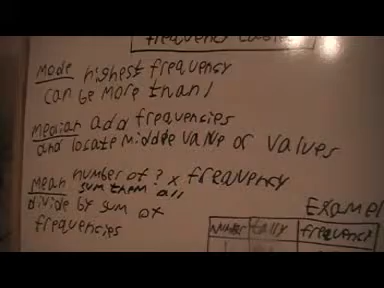 frequency tables
Mode highest frequency
can be more than 1
Median add frequencies
and locate middle value or values
Mean number of ? x frequency
sum them all
divide by sum of
frequencies
Example
number tally frequency